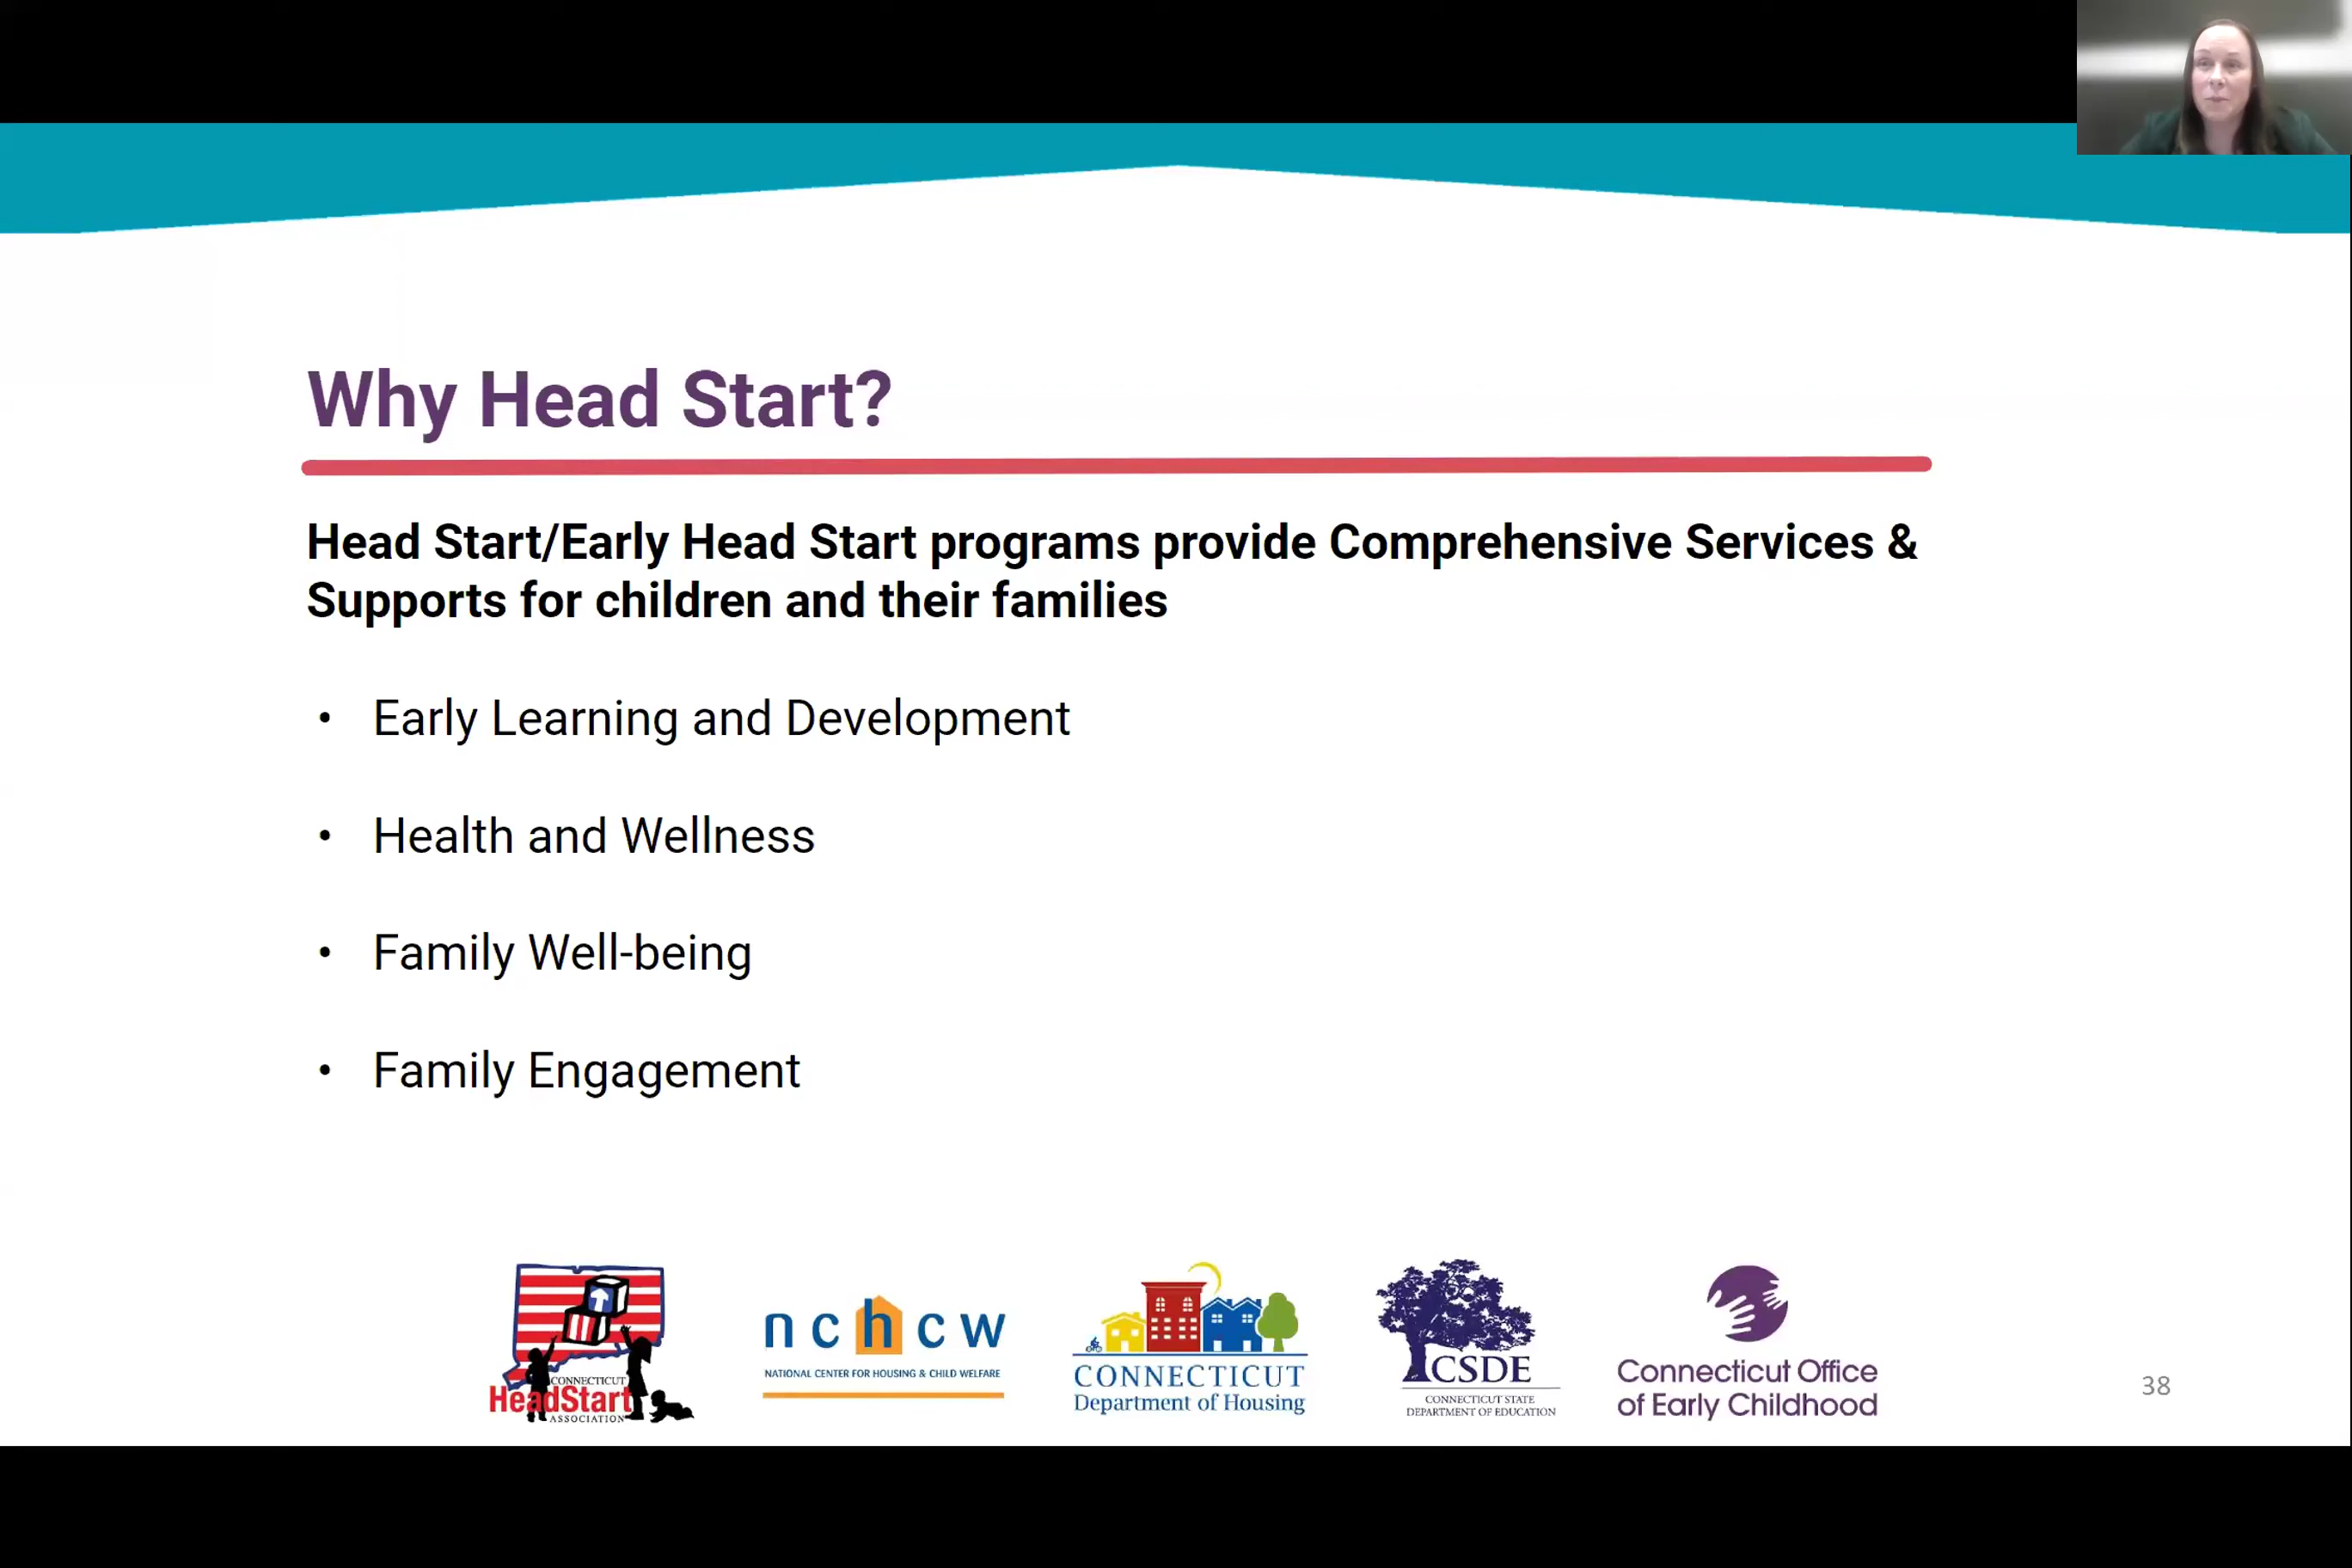 Why Head Start?
Head Start/Early Head Start programs provide Comprehensive Services &
Supports for children and their families
• Early Learning and Development
• Health and Wellness
• Family Well-being
• Family Engagement
CONNECTICUT
HeadStart
ASSOCIATION
nchcw
NATIONAL CENTER FOR HOUSING & CHILD WELFARE
CONNECTICUT
Department of Housing
CSDE
CONNECTICUT STATE
DEPARTMENT OF EDUCATION
Connecticut Office
of Early Childhood
38